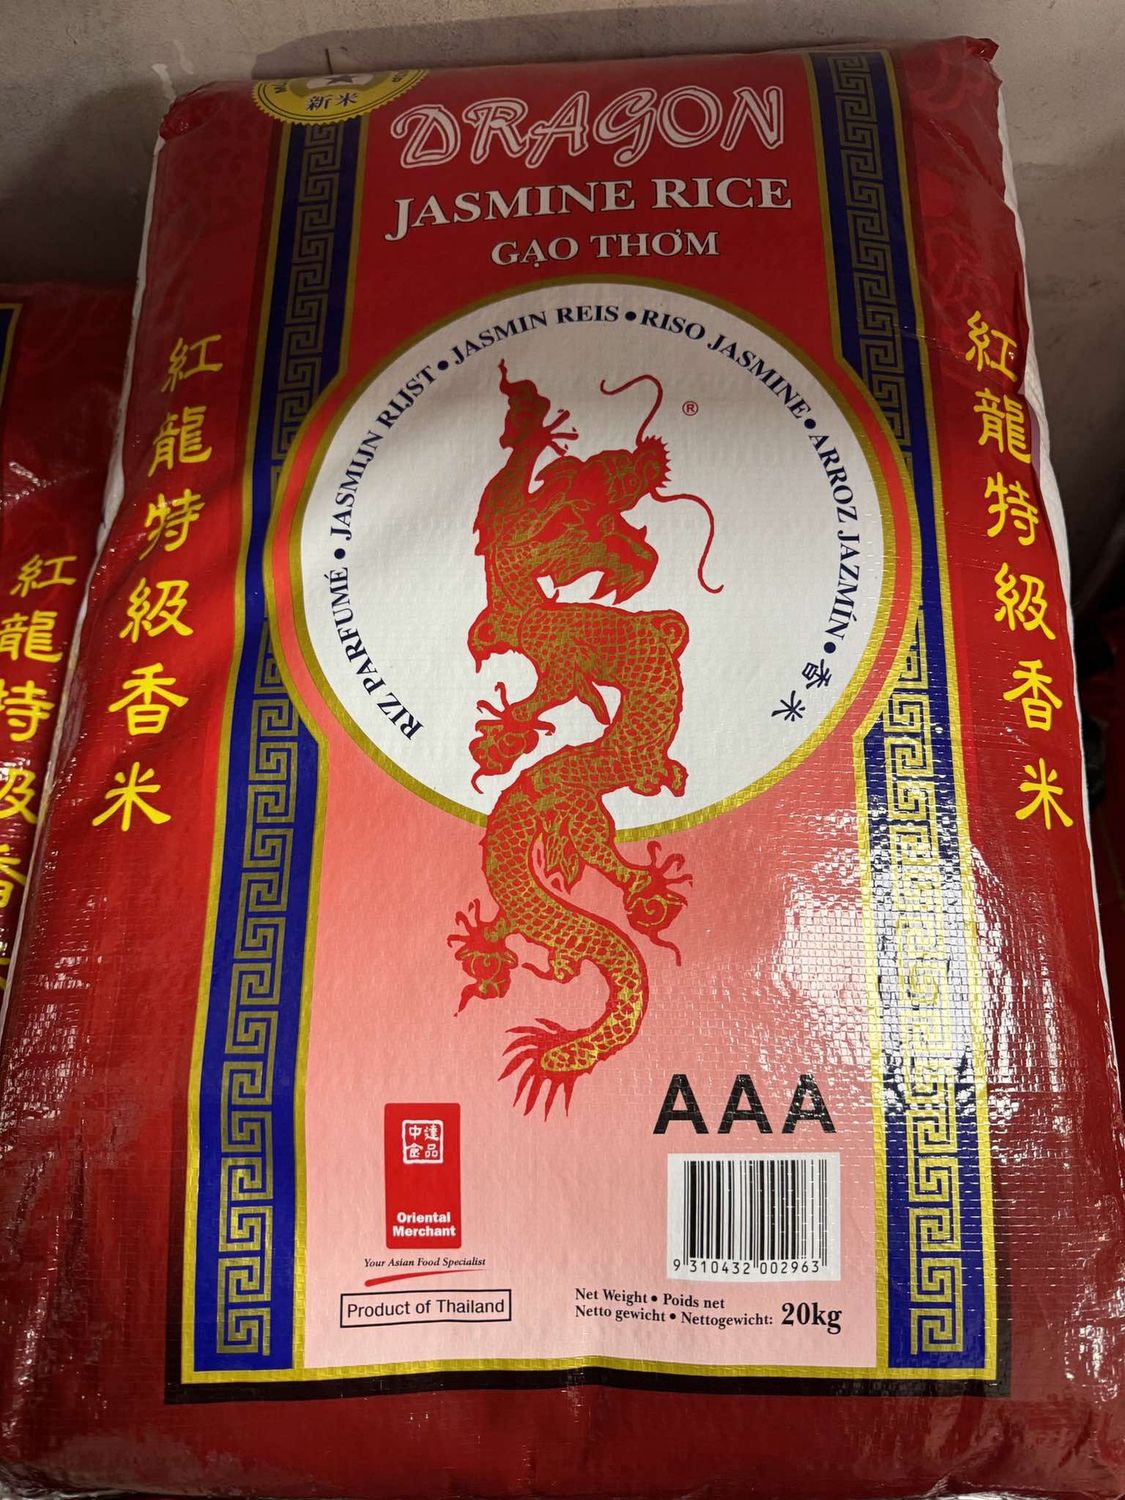 新米
DRAGON
JASMINE RICE
GẠO THƠM
RIZ PARFUMÉ • JASMIJN RIJST • JASMIN REIS • RISO JASMINE • ARROZ JAZMÍN • 香米
®
紅龍特級香米
紅龍特級香米
紅龍特級香
AAA
中達
食品
Oriental
Merchant
Your Asian Food Specialist
Product of Thailand
9 310432 002963
Net Weight • Poids net
Netto gewicht • Nettogewicht: 20kg